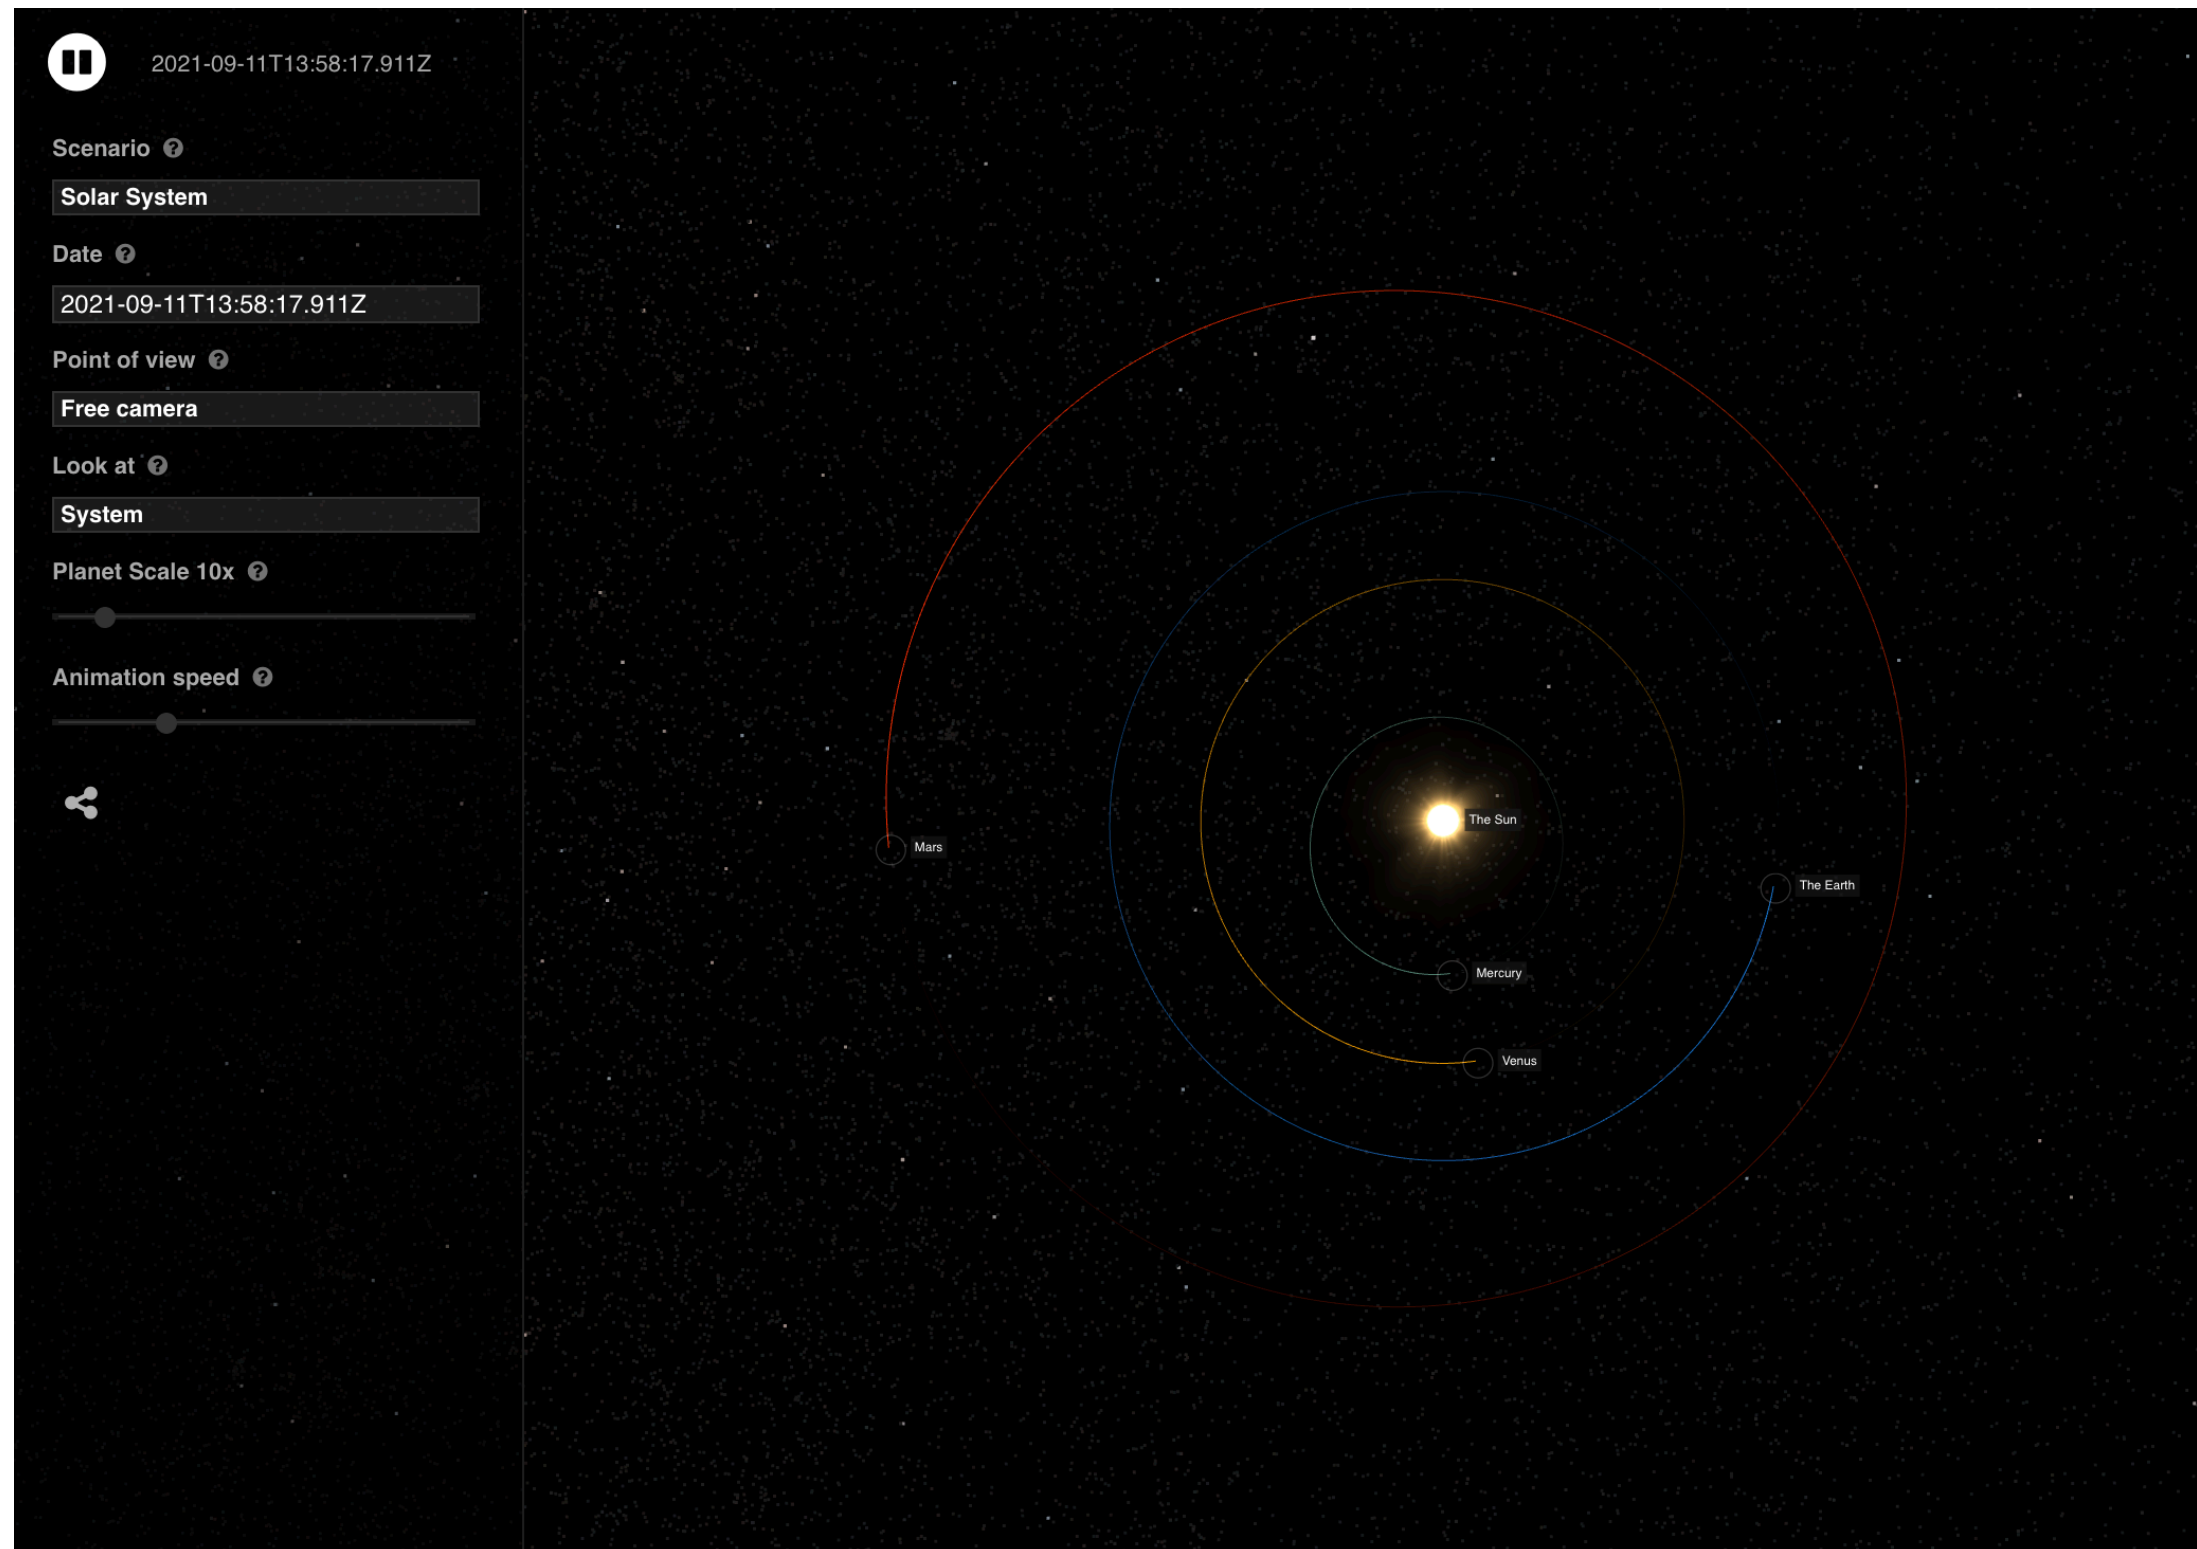 2021-09-11T13:58:17.911Z
Scenario ?
Solar System
Date ?
2021-09-11T13:58:17.911Z
Point of view ?
Free camera
Look at ?
System
Planet Scale 10x ?
Animation speed ?
The Sun
Mars
The Earth
Mercury
Venus